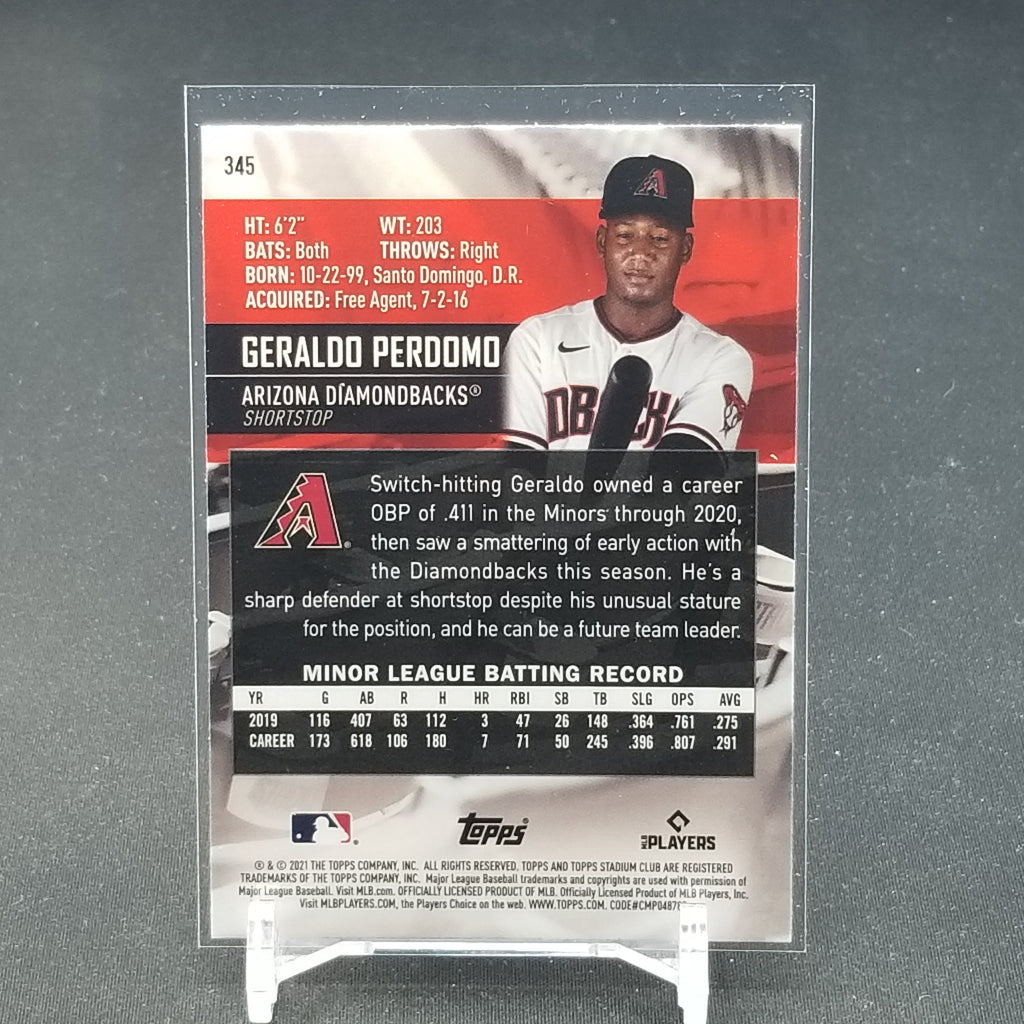 345
HT: 6'2" WT: 203
BATS: Both THROWS: Right
BORN: 10-22-99, Santo Domingo, D.R.
ACQUIRED: Free Agent, 7-2-16
GERALDO PERDOMO
ARIZONA DIAMONDBACKS®
SHORTSTOP
A
DBACK
A ®
Switch-hitting Geraldo owned a career
OBP of .411 in the Minors through 2020,
then saw a smattering of early action with
the Diamondbacks this season. He's a
sharp defender at shortstop despite his unusual stature
for the position, and he can be a future team leader.
MINOR LEAGUE BATTING RECORD
YR G AB R H HR RBI SB TB SLG OPS AVG
2019 116 407 63 112 3 47 26 148 .364 .761 .275
CAREER 173 618 106 180 7 71 50 245 .396 .807 .291
Topps® MLB PLAYERS
® & © 2021 THE TOPPS COMPANY, INC. ALL RIGHTS RESERVED. TOPPS AND TOPPS STADIUM CLUB ARE REGISTERED
TRADEMARKS OF THE TOPPS COMPANY, INC. Major League Baseball trademarks and copyrights are used with permission of
Major League Baseball. Visit MLB.com. OFFICIALLY LICENSED PRODUCT OF MLB. Officially Licensed Product of MLB Players, Inc.
Visit MLBPLAYERS.COM, the Players Choice on the web. WWW.TOPPS.COM. CODE#CMP04876